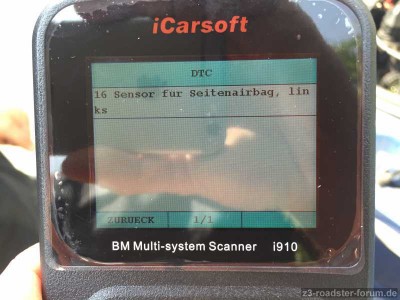 iCarsoft
DTC
16 Sensor fur Seitenairbag, lin
ks
ZURUECK 1/1
BM Multi-system Scanner i910
z3-roadster-forum.de